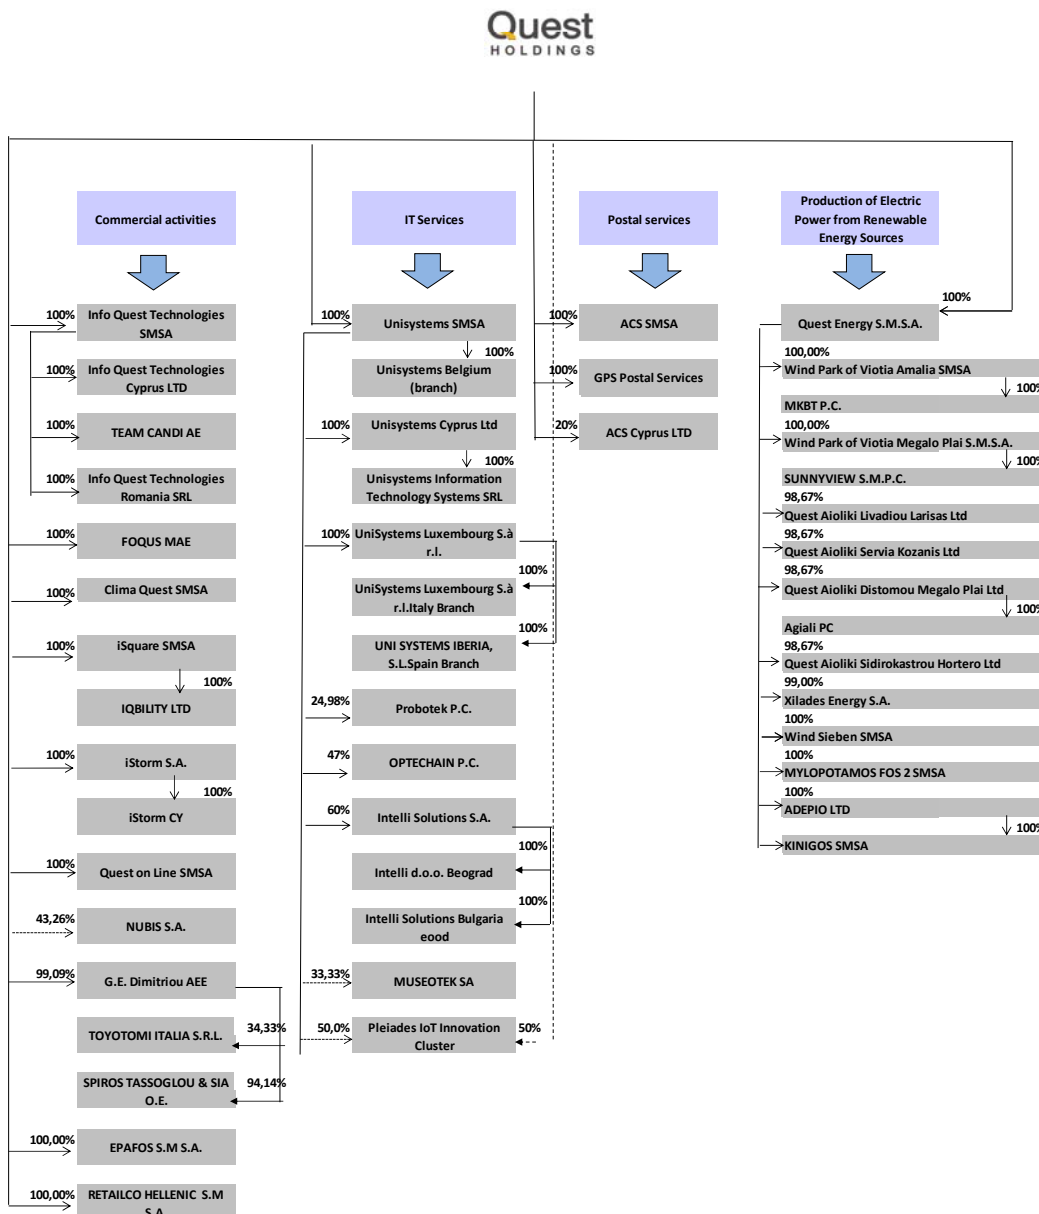 Quest
HOLDINGS
Commercial activities
IT Services
Postal services
Production of Electric
Power from Renewable
Energy Sources
100%
Info Quest Technologies
SMSA
100%
Info Quest Technologies
Cyprus LTD
100%
TEAM CANDI AE
100%
Info Quest Technologies
Romania SRL
100%
FOQUS MAE
100%
Clima Quest SMSA
100%
iSquare SMSA
100%
IQBILITY LTD
100%
iStorm S.A.
100%
iStorm CY
100%
Quest on Line SMSA
43,26%
NUBIS S.A.
99,09%
G.E. Dimitriou AEE
34,33%
TOYOTOMI ITALIA S.R.L.
94,14%
SPIROS TASSOGLOU & SIA
O.E.
100,00%
EPAFOS S.M S.A.
100,00%
RETAILCO HELLENIC S.M
S.A.
100%
Unisystems SMSA
100%
Unisystems Belgium
(branch)
100%
Unisystems Cyprus Ltd
100%
Unisystems Information
Technology Systems SRL
100%
UniSystems Luxembourg S.à
r.l.
100%
UniSystems Luxembourg S.à
r.l.Italy Branch
100%
UNI SYSTEMS IBERIA,
S.L.Spain Branch
24,98%
Probotek P.C.
47%
OPTECHAIN P.C.
60%
Intelli Solutions S.A.
100%
Intelli d.o.o. Beograd
100%
Intelli Solutions Bulgaria
eood
33,33%
MUSEOTEK SA
50,0%
Pleiades IoT Innovation
Cluster
50%
100%
ACS SMSA
100%
GPS Postal Services
20%
ACS Cyprus LTD
100%
Quest Energy S.M.S.A.
100,00%
Wind Park of Viotia Amalia SMSA
100%
MKBT P.C.
100,00%
Wind Park of Viotia Megalo Plai S.M.S.A.
100%
SUNNYVIEW S.M.P.C.
98,67%
Quest Aioliki Livadiou Larisas Ltd
98,67%
Quest Aioliki Servia Kozanis Ltd
98,67%
Quest Aioliki Distomou Megalo Plai Ltd
100%
Agiali PC
98,67%
Quest Aioliki Sidirokastrou Hortero Ltd
99,00%
Xilades Energy S.A.
100%
Wind Sieben SMSA
100%
MYLOPOTAMOS FOS 2 SMSA
100%
ADEPIO LTD
100%
KINIGOS SMSA